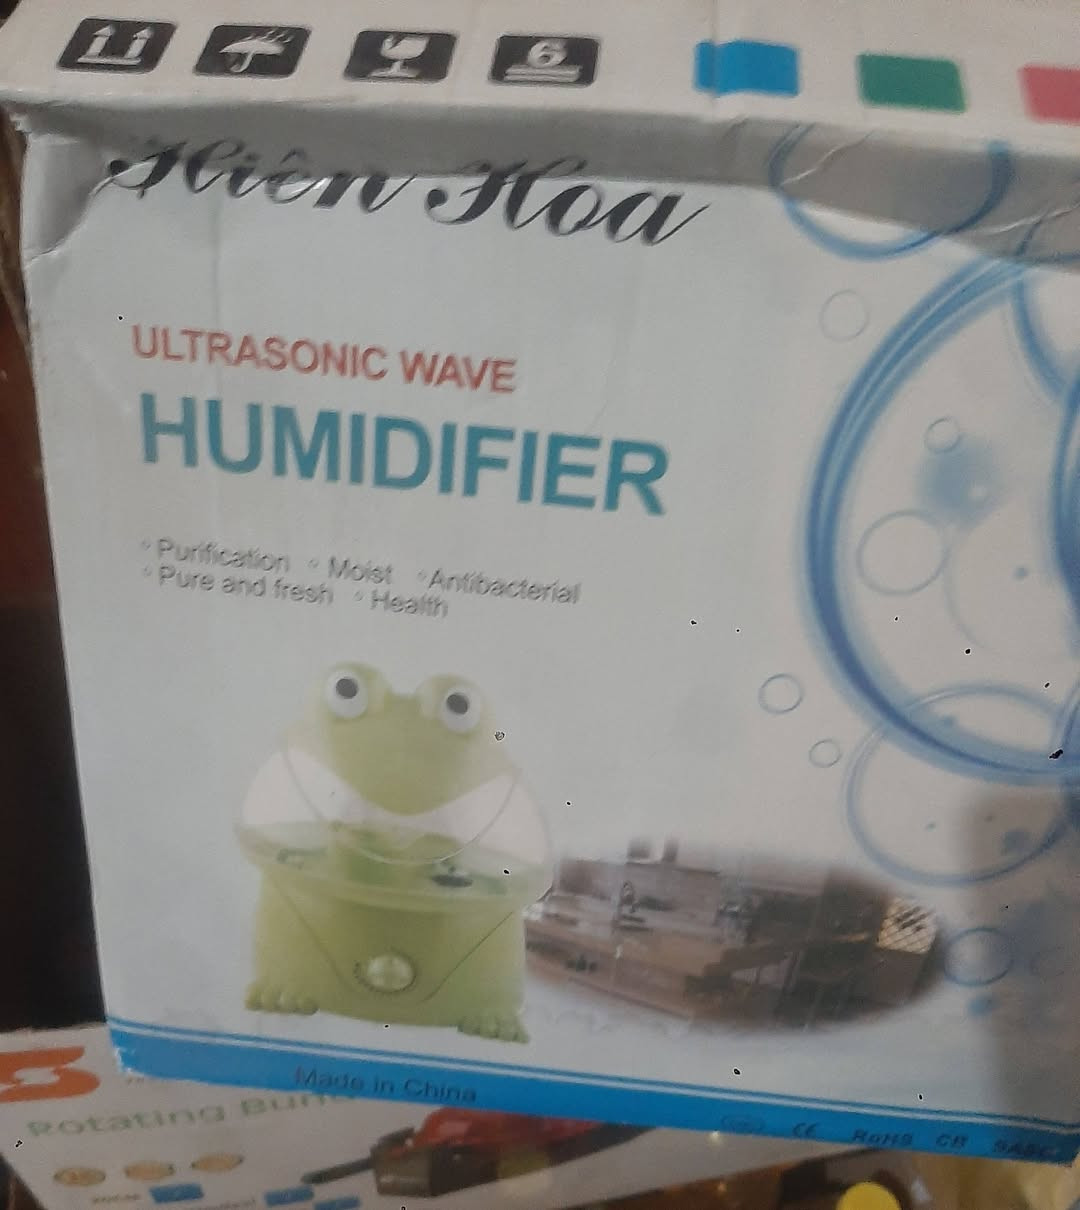 6
Hiên Hoa
ULTRASONIC WAVE
HUMIDIFIER
Purification Moist Antibacterial
Pure and fresh Health
Made in China
CE RoHS CB
Rotating